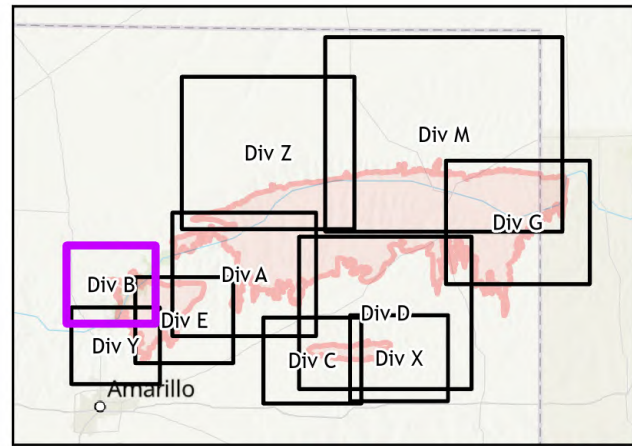 Div M
Div Z
Div G
Div A
Div B
Div E
Div D
Div Y
Div C
Div X
Amarillo